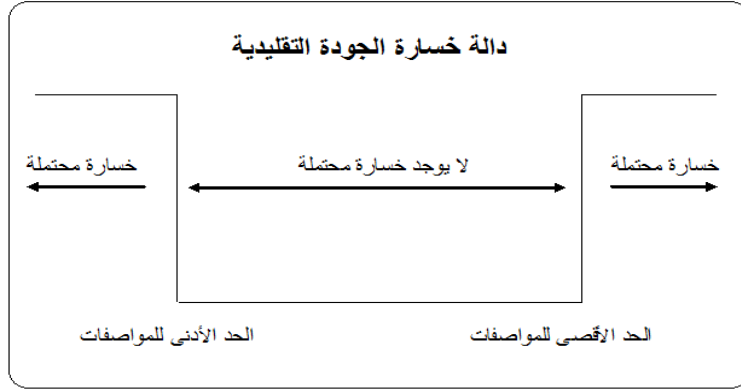 دالة خسارة الجودة التقليدية
خسارة محتملة
لا يوجد خسارة محتملة
خسارة محتملة
الحد الأقصى للمواصفات
الحد الأدنى للمواصفات